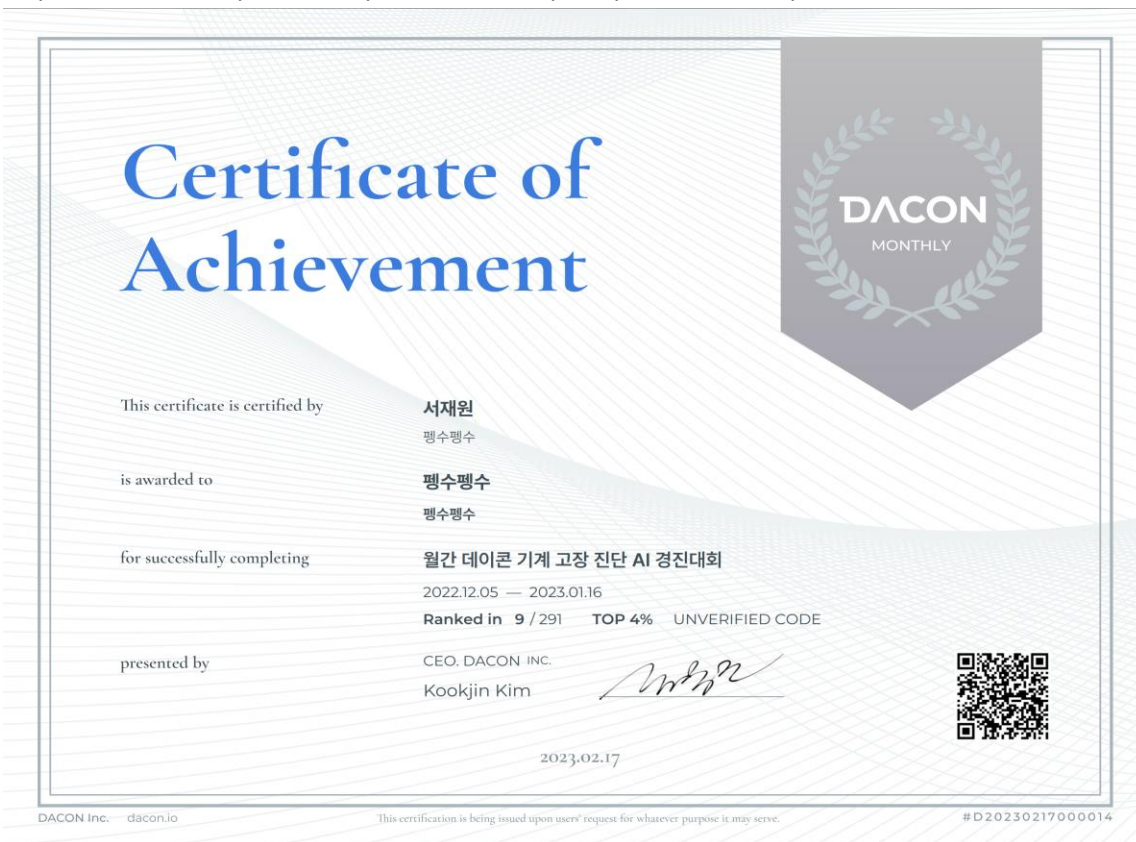 Certificate of
Achievement
DACON
MONTHLY
This certificate is certified by 서재원
펭수펭수
is awarded to 펭수펭수
펭수펭수
for successfully completing 월간 데이콘 기계 고장 진단 AI 경진대회
2022.12.05 — 2023.01.16
Ranked in 9 / 291 TOP 4% UNVERIFIED CODE
presented by CEO. DACON INC.
Kookjin Kim
2023.02.17
DACON Inc. dacon.io This certification is being issued upon users' request for whatever purpose it may serve. #D20230217000014